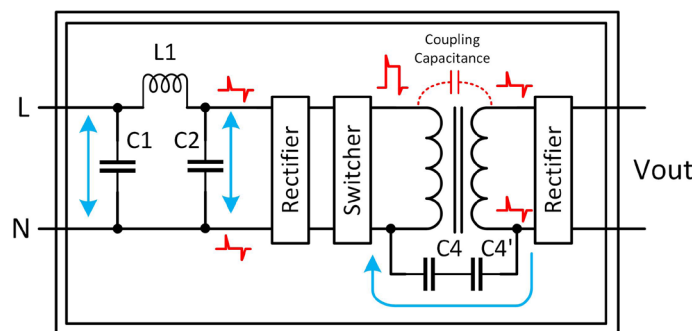 Coupling
Capacitance
L1
L
C1
C2
Rectifier
Switcher
Rectifier
Vout
N
C4
C4'